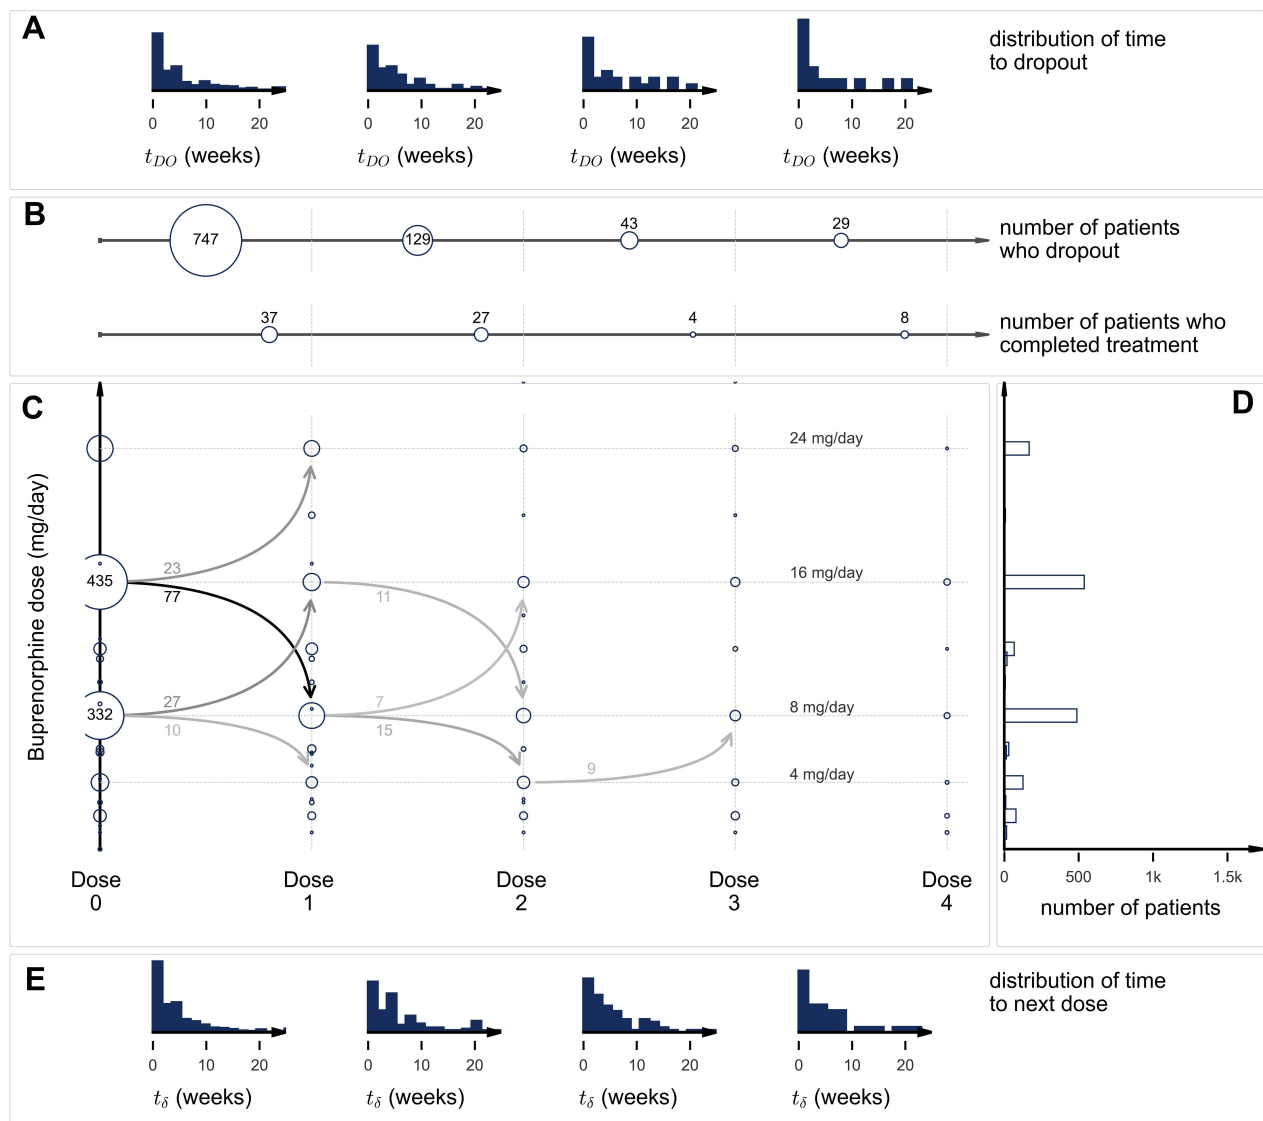 A
distribution of time
to dropout
0 10 20
0 10 20
0 10 20
0 10 20
t_DO (weeks)
t_DO (weeks)
t_DO (weeks)
t_DO (weeks)
B
747
129
43
29
number of patients
who dropout
37
27
4
8
number of patients who
completed treatment
C
D
Buprenorphine dose (mg/day)
24 mg/day
23
435
77
11
16 mg/day
27
332
10
7
15
8 mg/day
9
4 mg/day
Dose
0
Dose
1
Dose
2
Dose
3
Dose
4
0 500 1k 1.5k
number of patients
E
distribution of time
to next dose
0 10 20
0 10 20
0 10 20
0 10 20
t_δ (weeks)
t_δ (weeks)
t_δ (weeks)
t_δ (weeks)